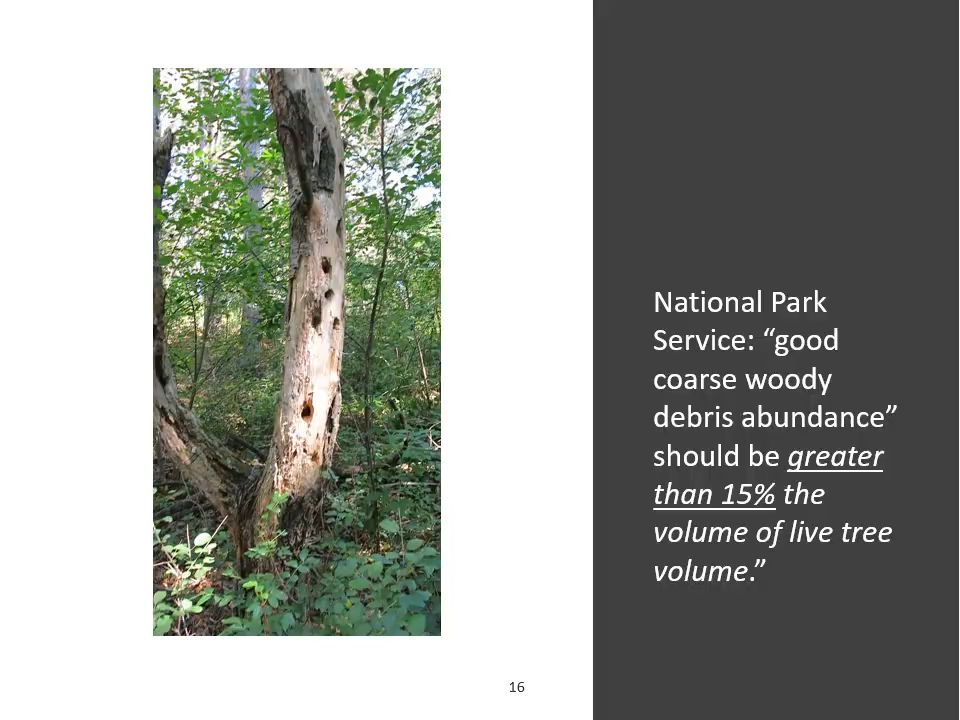 National Park
Service: “good
coarse woody
debris abundance”
should be greater
than 15% the
volume of live tree
volume.”
16